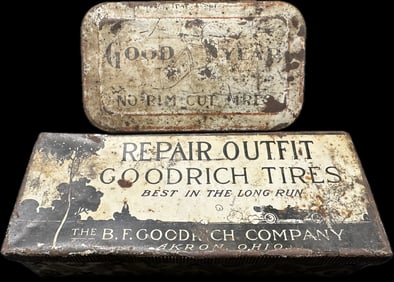 GOOD YEAR
NO-RIM-CUT TIRES
REPAIR OUTFIT
GOODRICH TIRES
BEST IN THE LONG RUN
THE B.F. GOODRICH COMPANY
AKRON, OHIO.